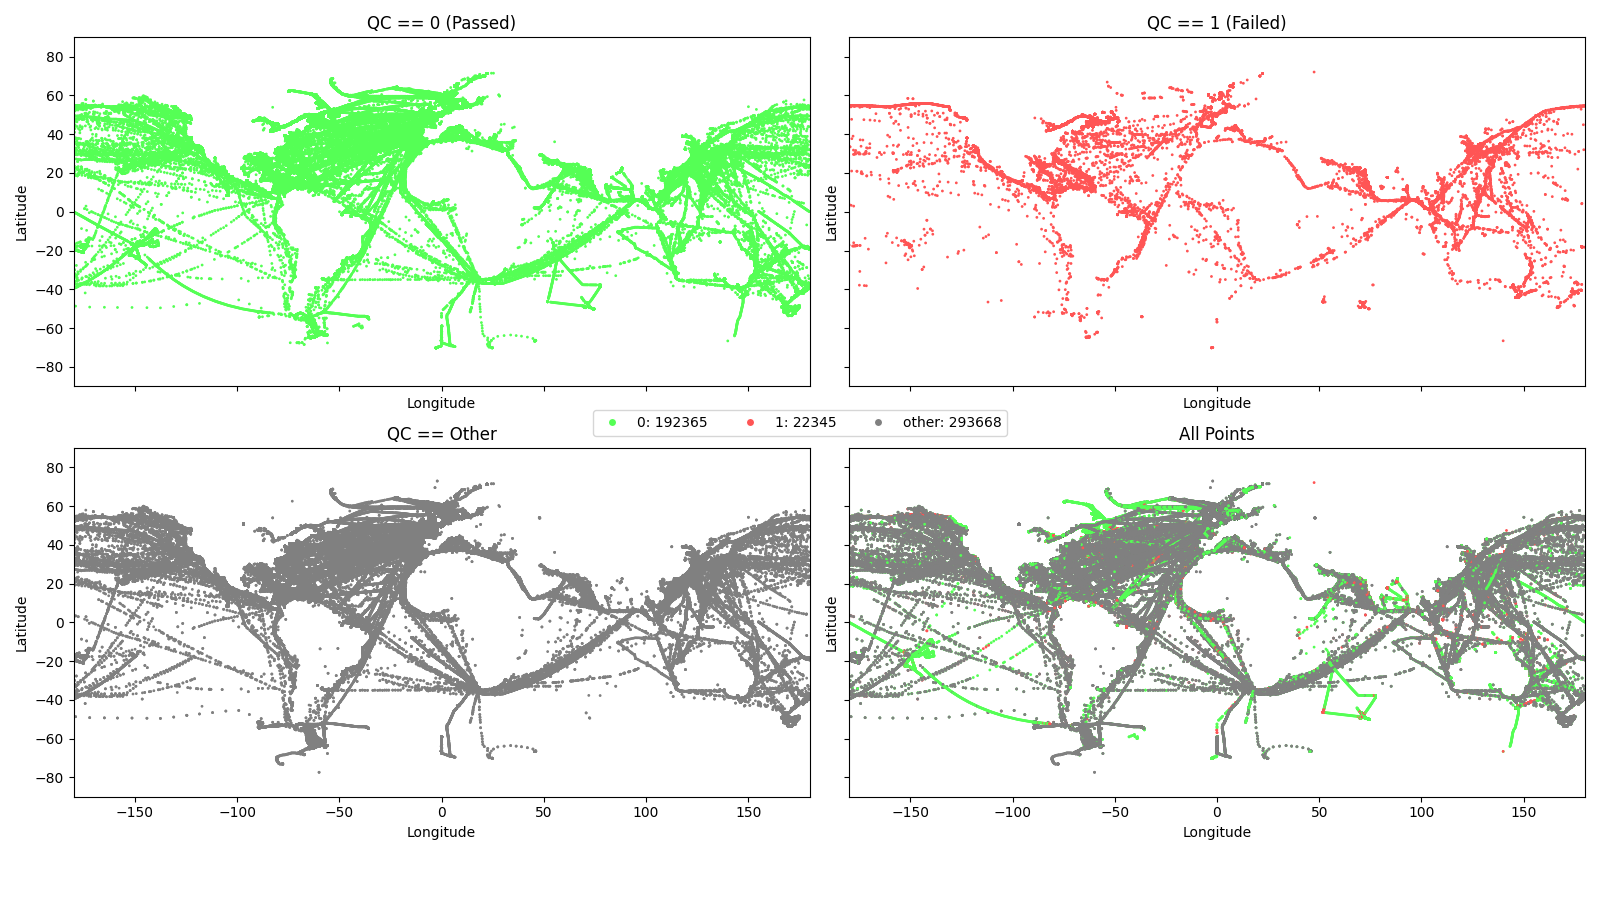 QC == 0 (Passed)
QC == 1 (Failed)
80
60
40
20
0
−20
−40
−60
−80
Latitude
Latitude
Longitude
Longitude
0: 192365
1: 22345
other: 293668
QC == Other
All Points
80
60
40
20
0
−20
−40
−60
−80
Latitude
Latitude
−150 −100 −50 0 50 100 150
−150 −100 −50 0 50 100 150
Longitude
Longitude